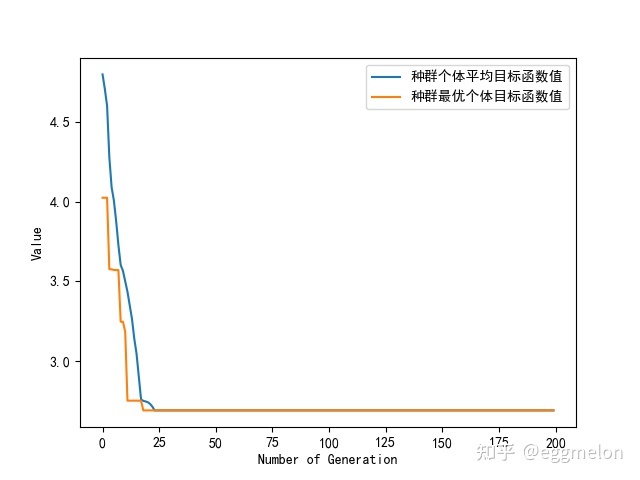 种群个体平均目标函数值
种群最优个体目标函数值
4.5
4.0
3.5
3.0
Value
0 25 50 75 100 125 150 175 200
Number of Generation
知乎 @eggmelon